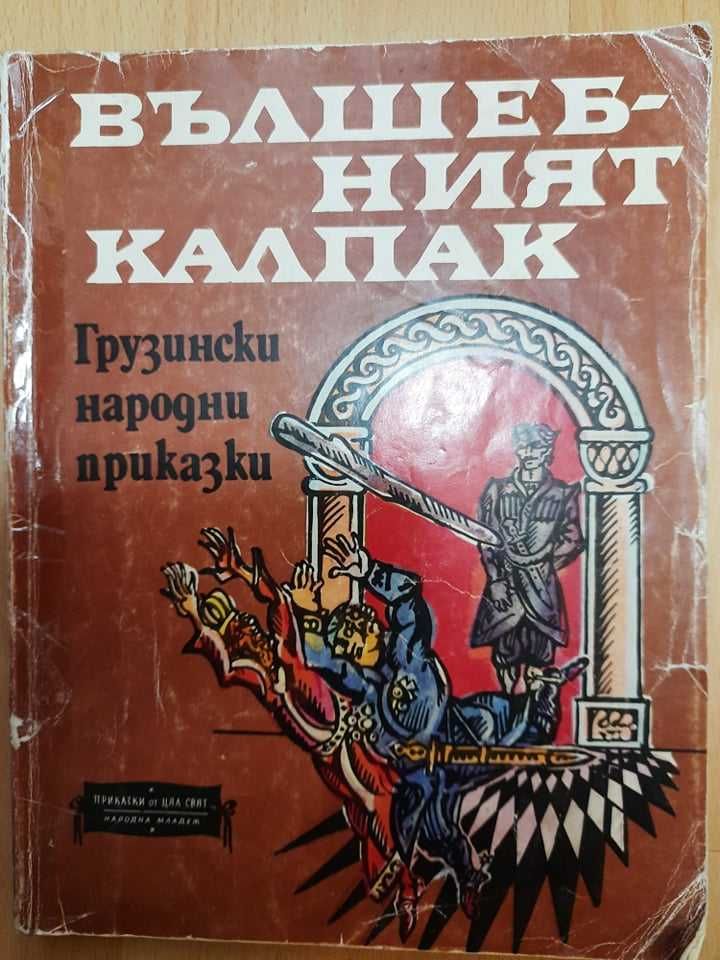 ВЪЛШЕБ-
НИЯТ
КАЛПАК
Грузински
народни
приказки
ПРИКАЗКИ от ЦЯЛ СВЯТ
НАРОДНА МЛАДЕЖ